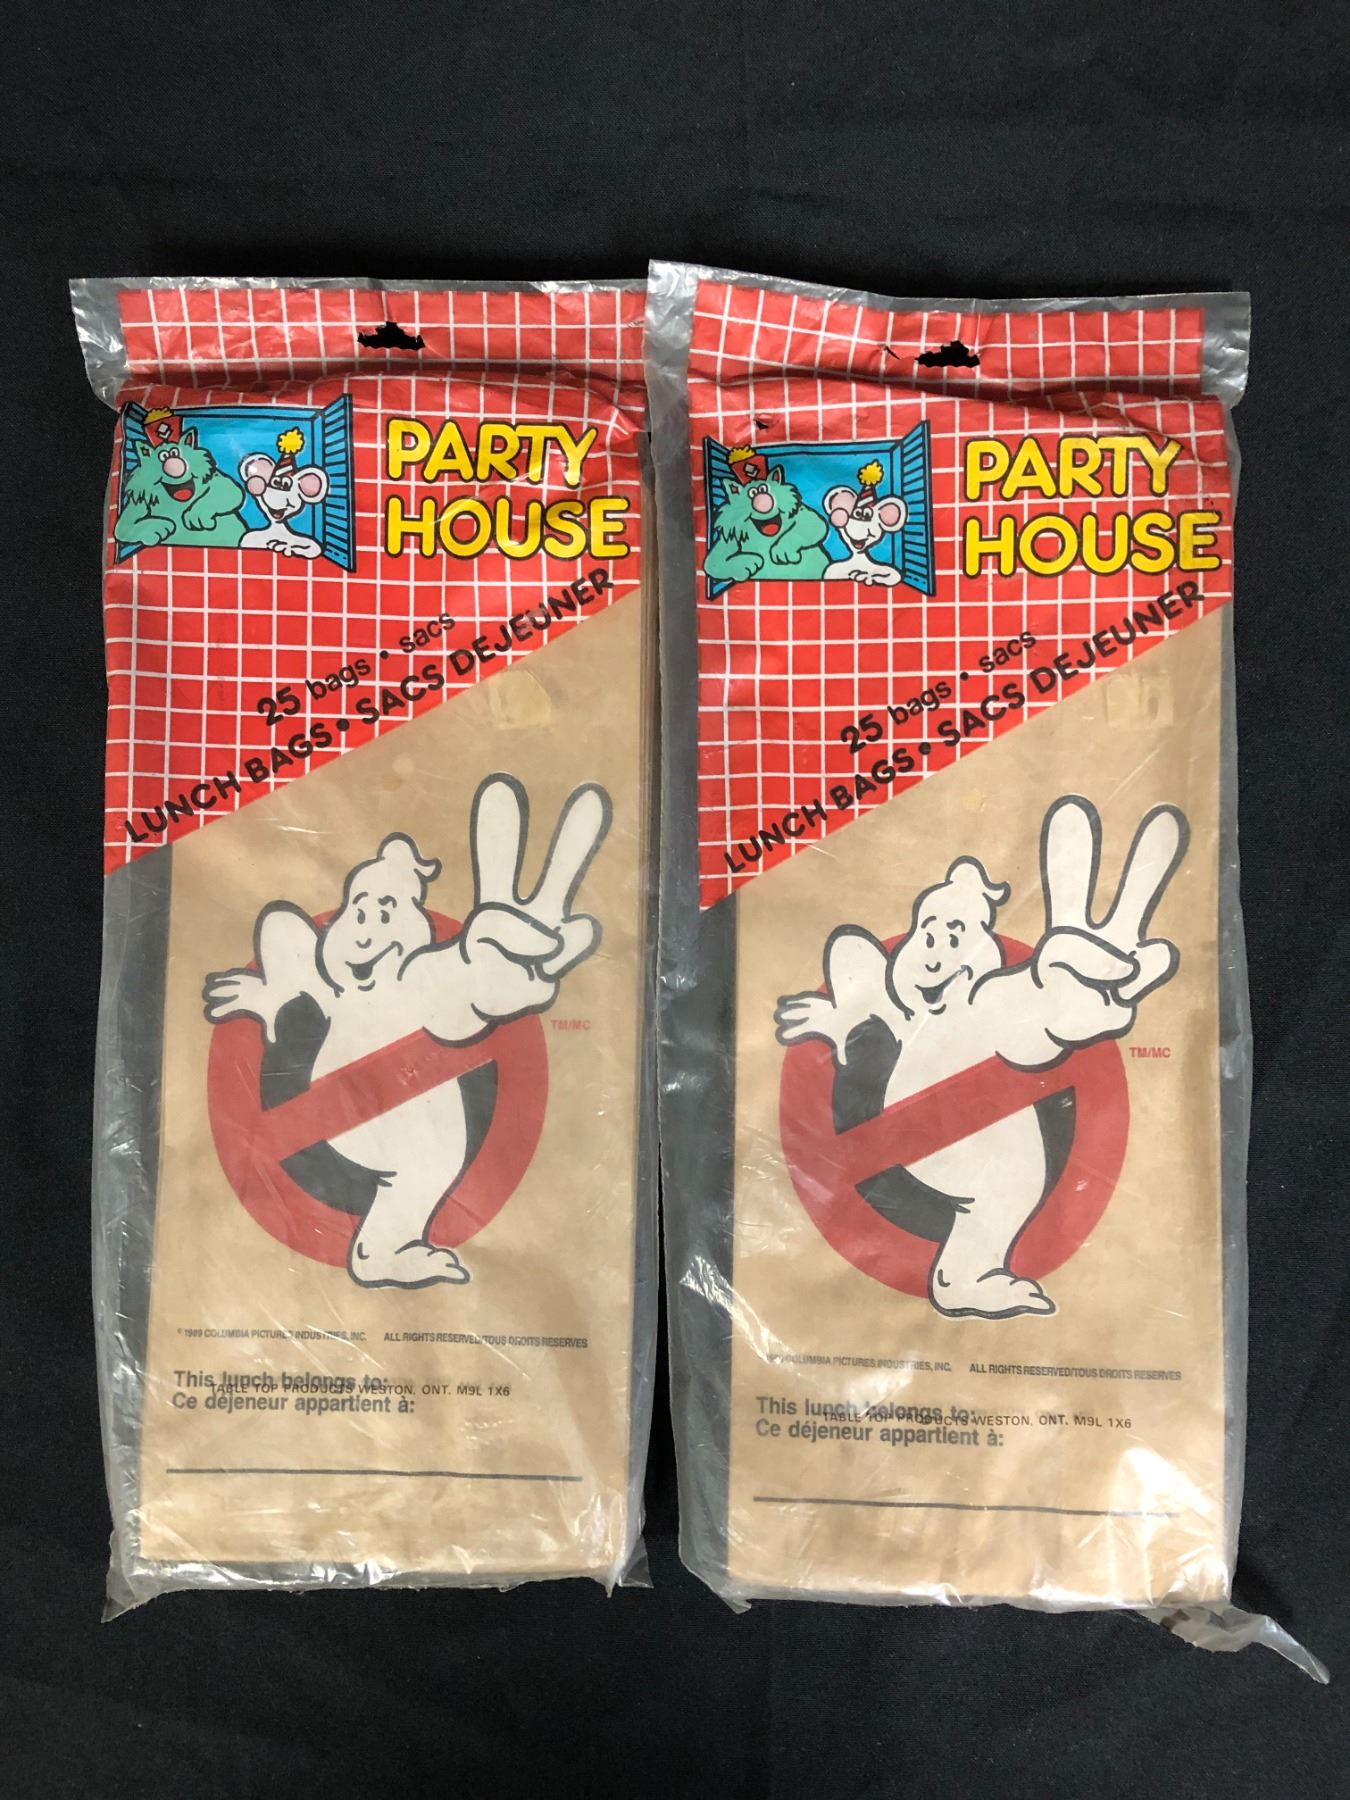 PARTY
HOUSE
25 bags • sacs
LUNCH BAGS • SACS DEJEUNER
TM/MC
© 1989 COLUMBIA PICTURES INDUSTRIES, INC. ALL RIGHTS RESERVED/TOUS DROITS RESERVES
This lunch belongs to:
TABLE TOP PRODUCTS WESTON, ONT. M9L 1X6
Ce déjeuner appartient à:
PARTY
HOUSE
25 bags • sacs
LUNCH BAGS • SACS DEJEUNER
TM/MC
COLUMBIA PICTURES INDUSTRIES, INC. ALL RIGHTS RESERVED/TOUS DROITS RESERVES
This lunch belongs to:
TABLE TOP PRODUCTS WESTON, ONT. M9L 1X6
Ce déjeuner appartient à: